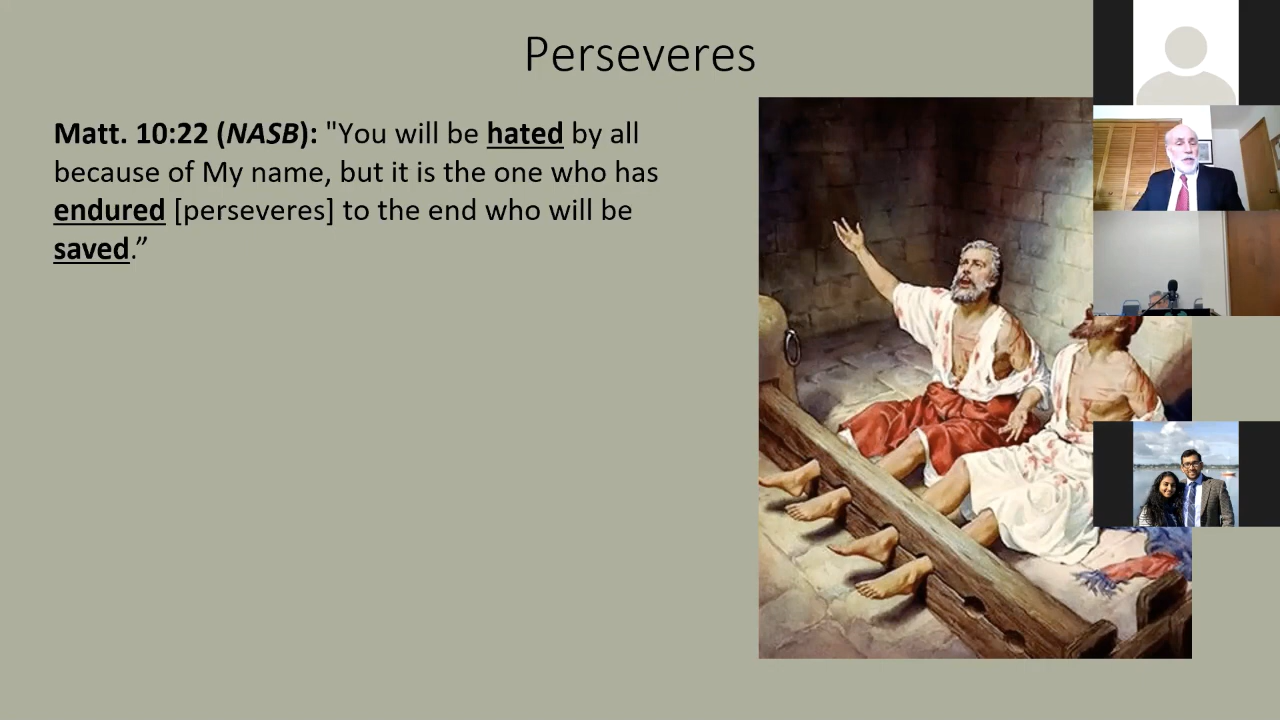 Perseveres
Matt. 10:22 (NASB): "You will be hated by all
because of My name, but it is the one who has
endured [perseveres] to the end who will be
saved.”